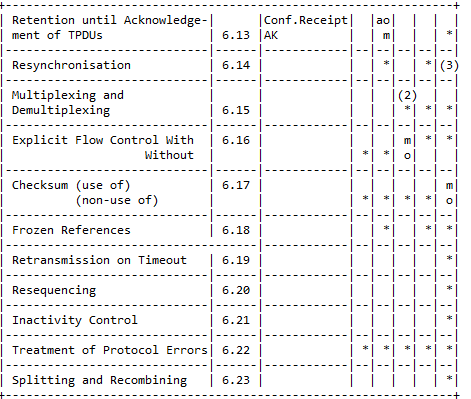 +-----------------------------------------------------------+
| Retention until Acknowledge-|      |Conf.Receipt| |ao| | | |
| ment of TPDUs | 6.13 |AK | | m| | | *|
|-----------------------------|------|------------|--|--|--|--|--|
| Resynchronisation | 6.14 | | | *| | *|(3)
|-----------------------------|------|------------|--|--|--|--|--|
| Multiplexing and | | | | |(2) | |
| Demultiplexing | 6.15 | | | | *| *| *|
|-----------------------------|------|------------|--|--|--|--|--|
| Explicit Flow Control With | 6.16 | | | | m| *| *|
| Without | | | *| *| o| | |
|-----------------------------|------|------------|--|--|--|--|--|
| Checksum (use of) | 6.17 | | | | | | m|
| (non-use of) | | | *| *| *| *| o|
|-----------------------------|------|------------|--|--|--|--|--|
| Frozen References | 6.18 | | | *| | *| *|
|-----------------------------|------|------------|--|--|--|--|--|
| Retransmission on Timeout | 6.19 | | | | | | *|
|-----------------------------|------|------------|--|--|--|--|--|
| Resequencing | 6.20 | | | | | | *|
|-----------------------------|------|------------|--|--|--|--|--|
| Inactivity Control | 6.21 | | | | | | *|
|-----------------------------|------|------------|--|--|--|--|--|
| Treatment of Protocol Errors| 6.22 | | *| *| *| *| *|
|-----------------------------|------|------------|--|--|--|--|--|
| Splitting and Recombining | 6.23 | | | | | | *|
+-----------------------------------------------------------+